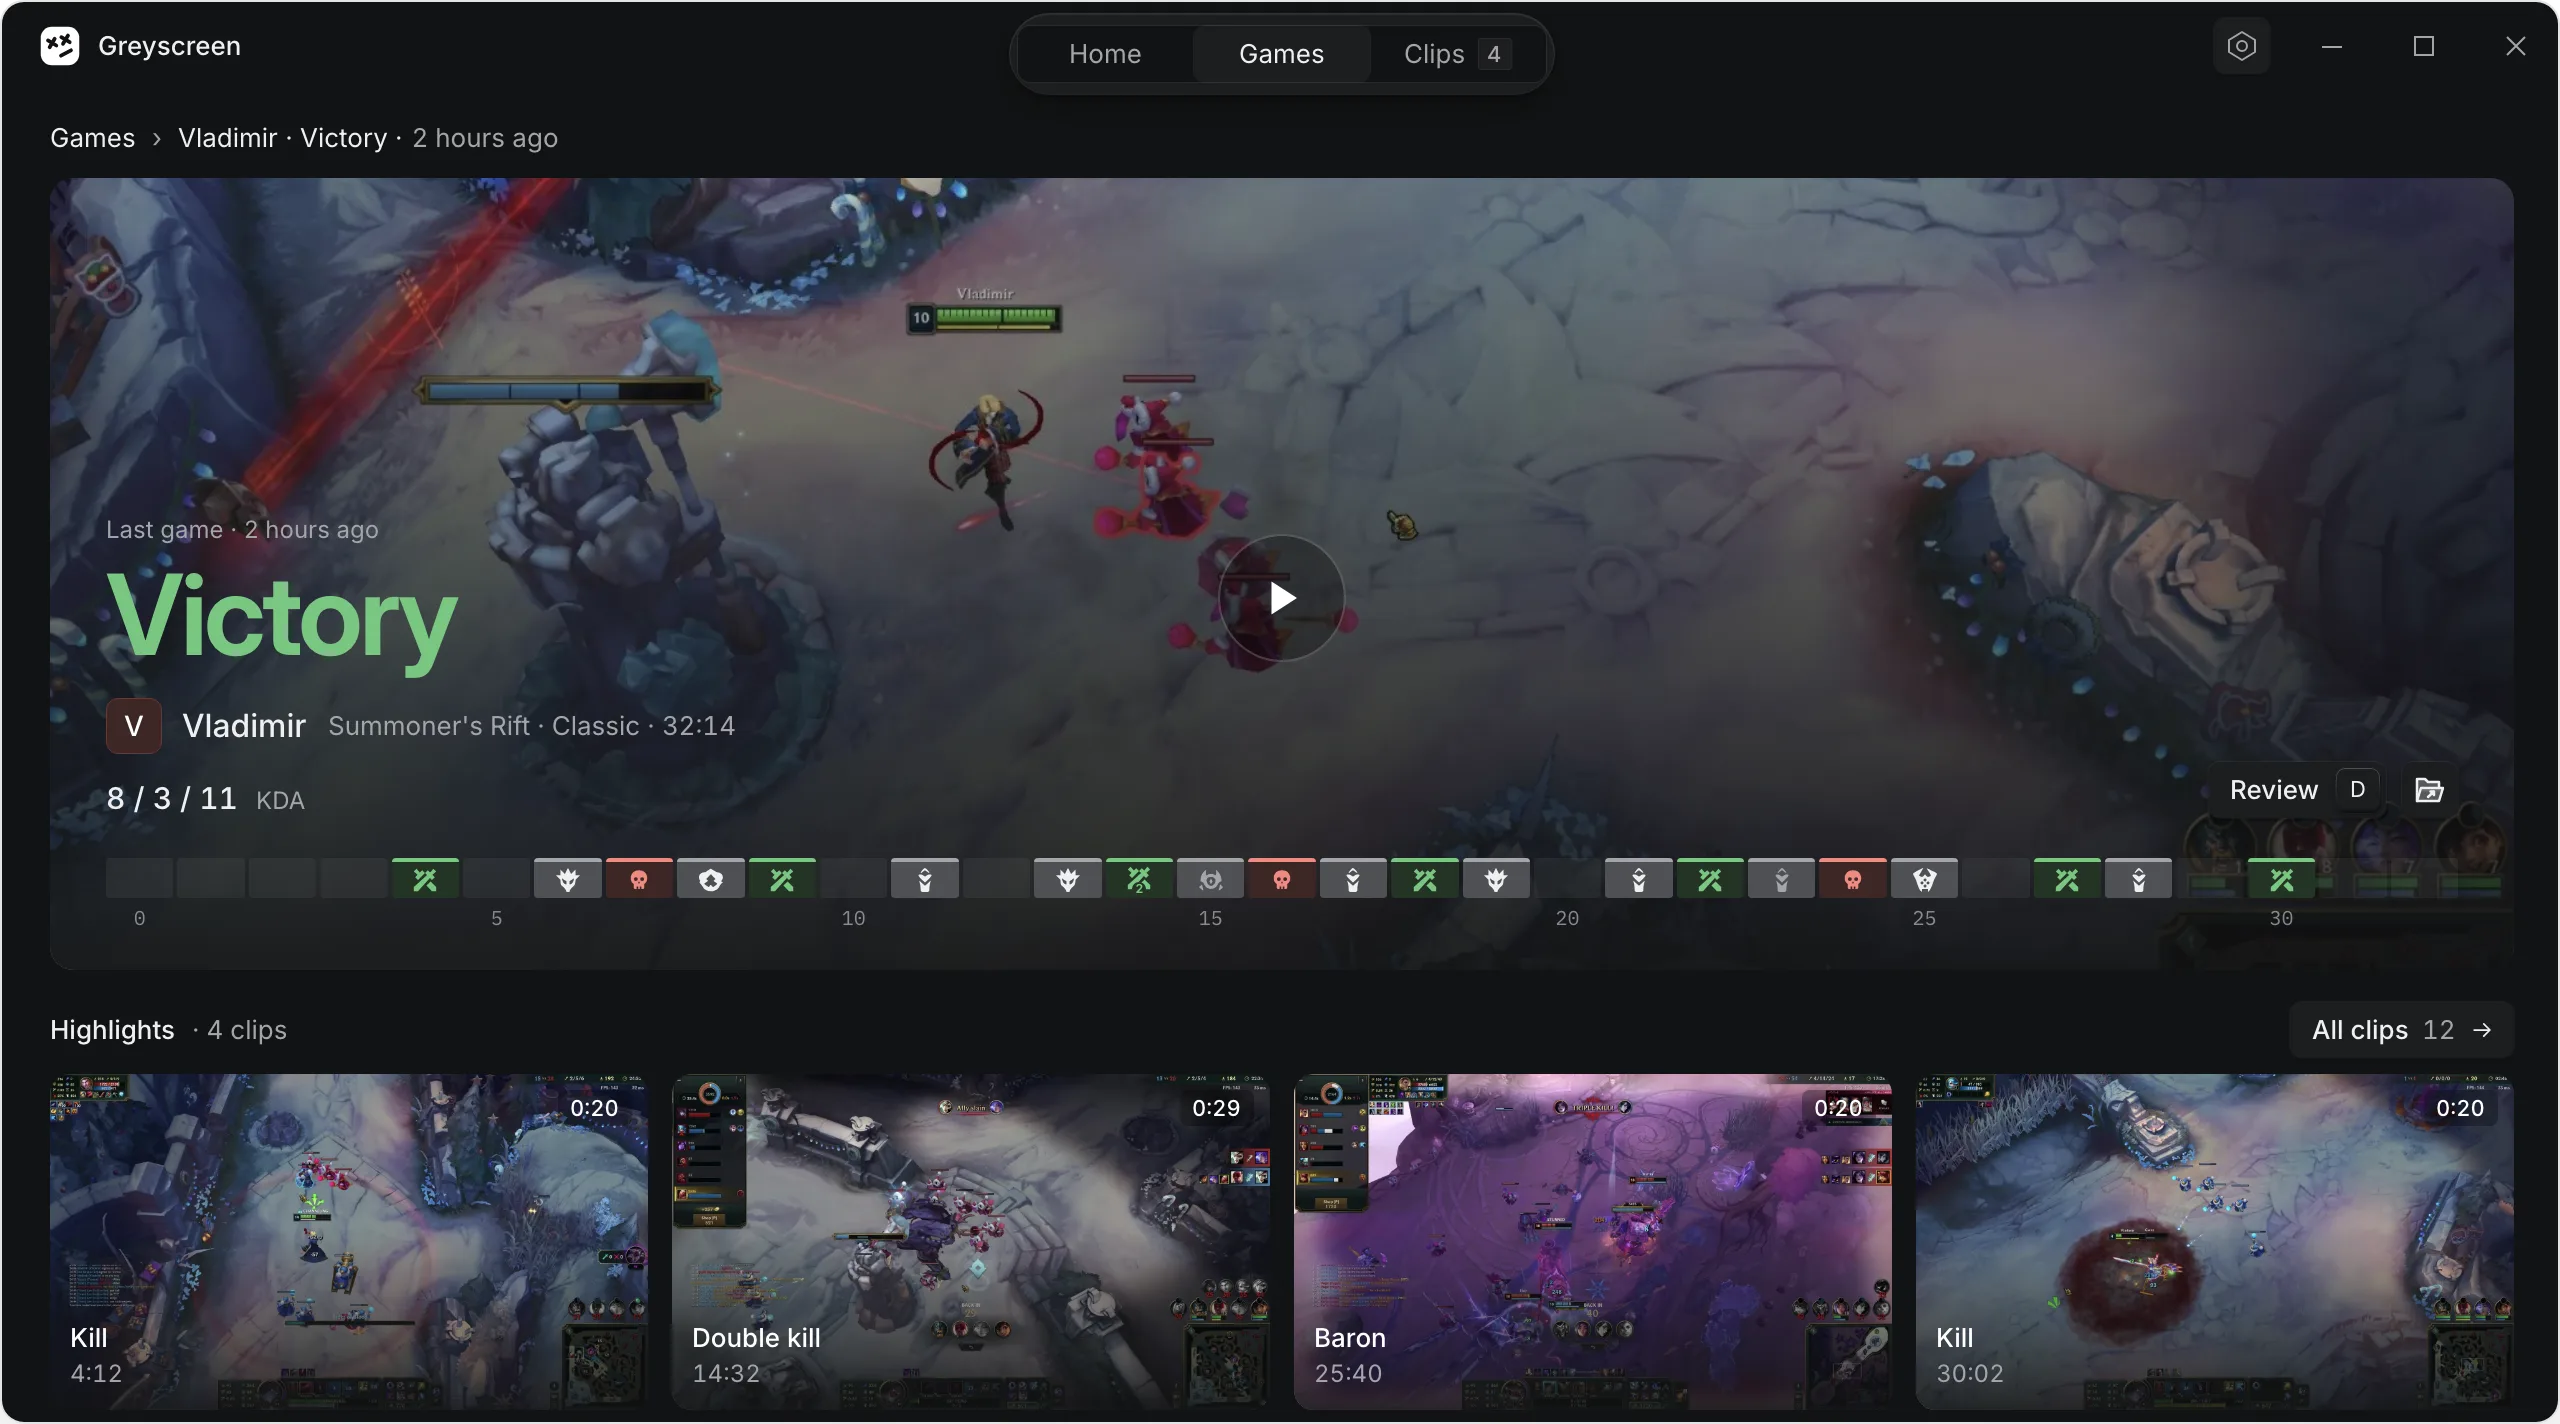 Greyscreen
Home
Games
Clips 4
Games › Vladimir · Victory · 2 hours ago
Vladimir
10
Last game · 2 hours ago
Victory
V Vladimir Summoner's Rift · Classic · 32:14
8 / 3 / 11 KDA
Review D
2
0 5 10 15 20 25 30
Highlights · 4 clips
All clips 12 →
0:20
Kill
4:12
0:29
Double kill
14:32
TRIPLE KILL!
0:20
Baron
25:40
0:20
Kill
30:02